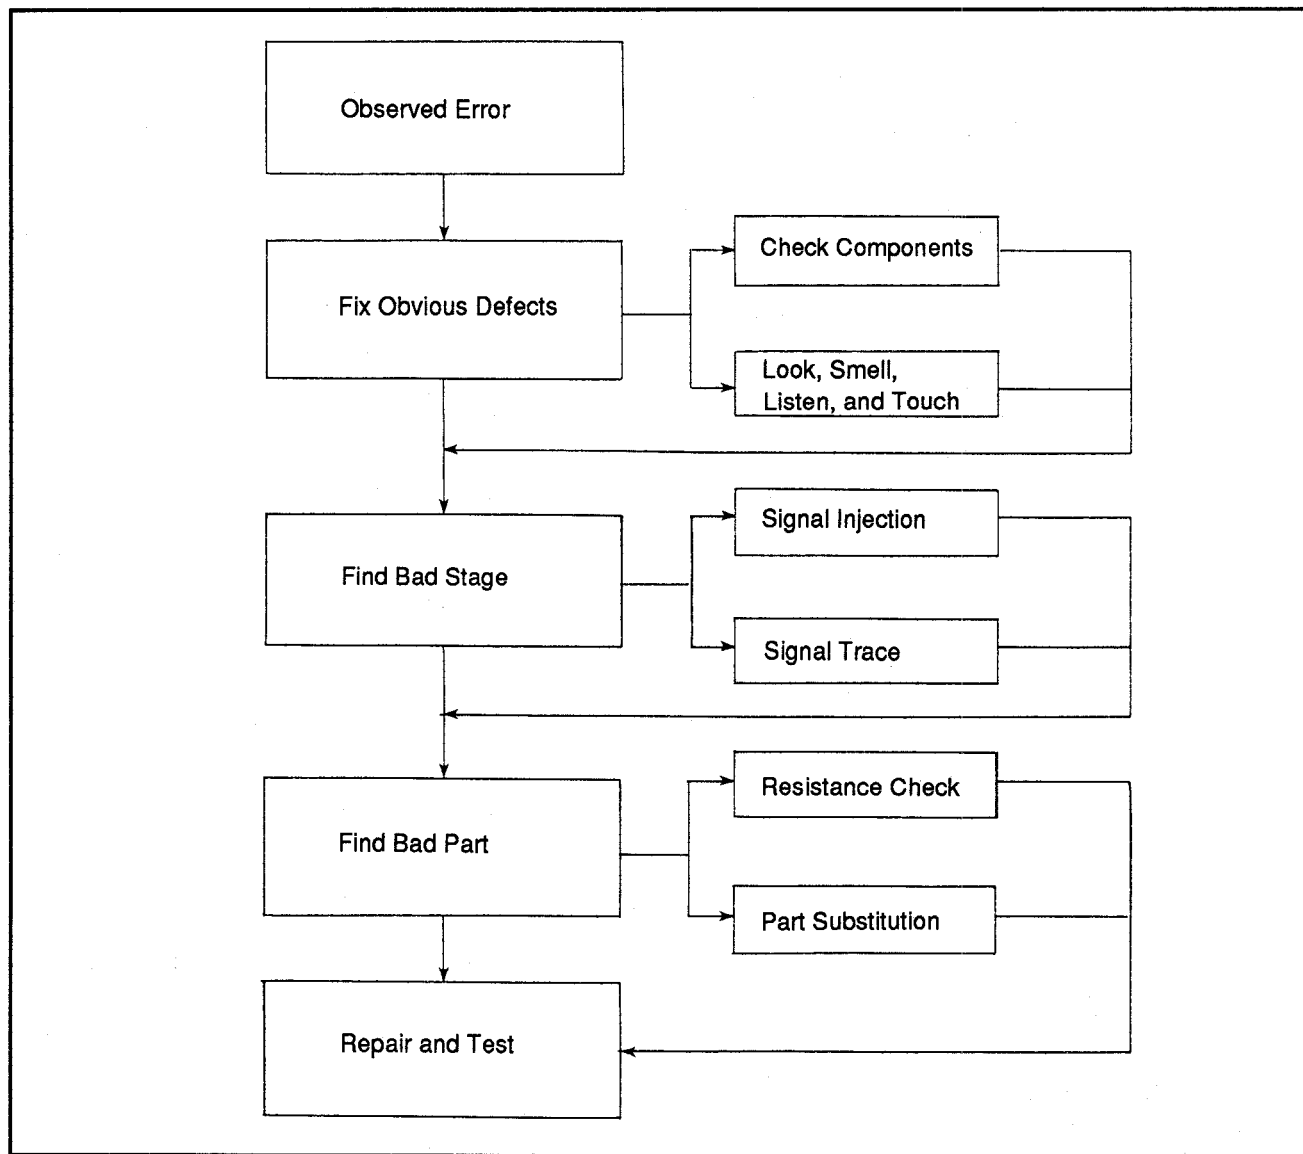 Observed Error
Fix Obvious Defects
Check Components
Look, Smell,
Listen, and Touch
Find Bad Stage
Signal Injection
Signal Trace
Find Bad Part
Resistance Check
Part Substitution
Repair and Test